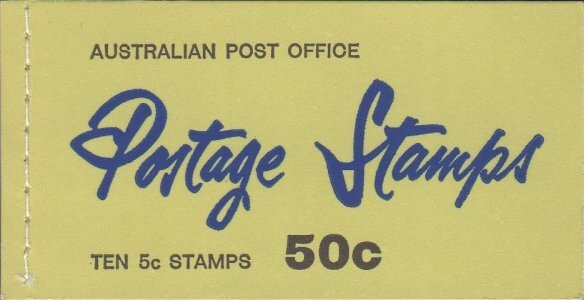 AUSTRALIAN POST OFFICE
Postage Stamps
TEN 5c STAMPS 50c